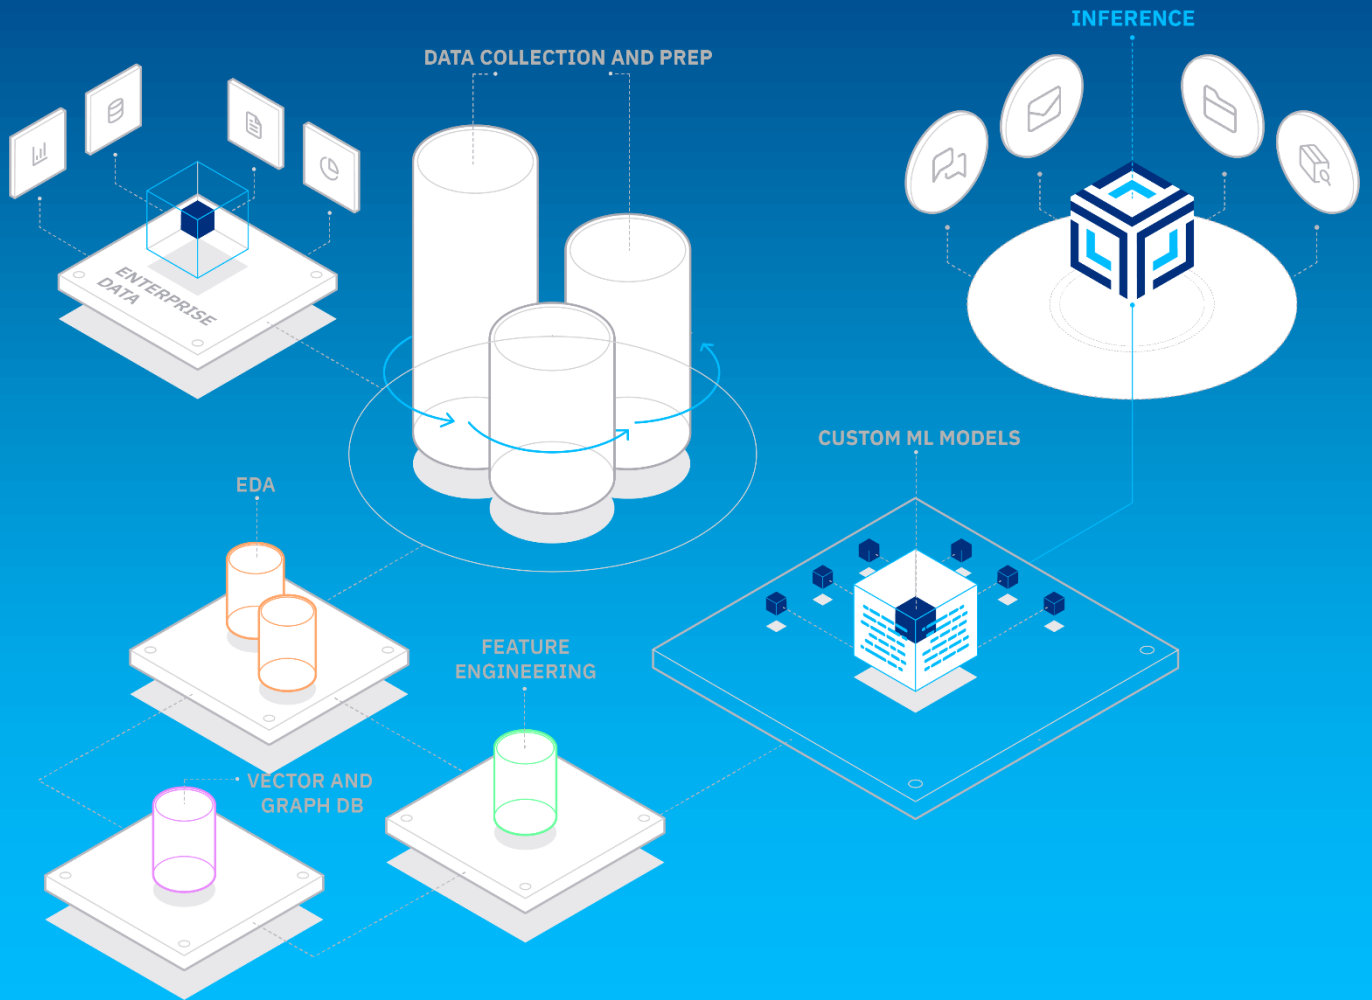 INFERENCE
DATA COLLECTION AND PREP
ENTERPRISE
DATA
CUSTOM ML MODELS
EDA
FEATURE
ENGINEERING
VECTOR AND
GRAPH DB